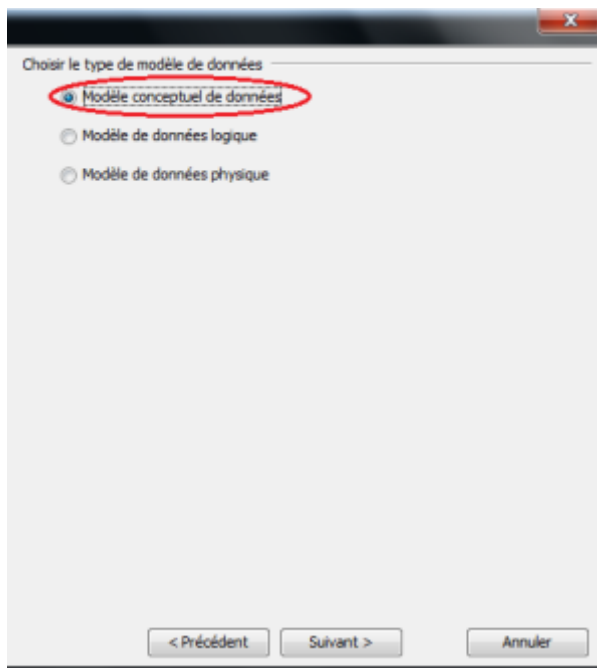 Choisir le type de modèle de données
Modèle conceptuel de données
Modèle de données logique
Modèle de données physique
< Précédent Suivant > Annuler